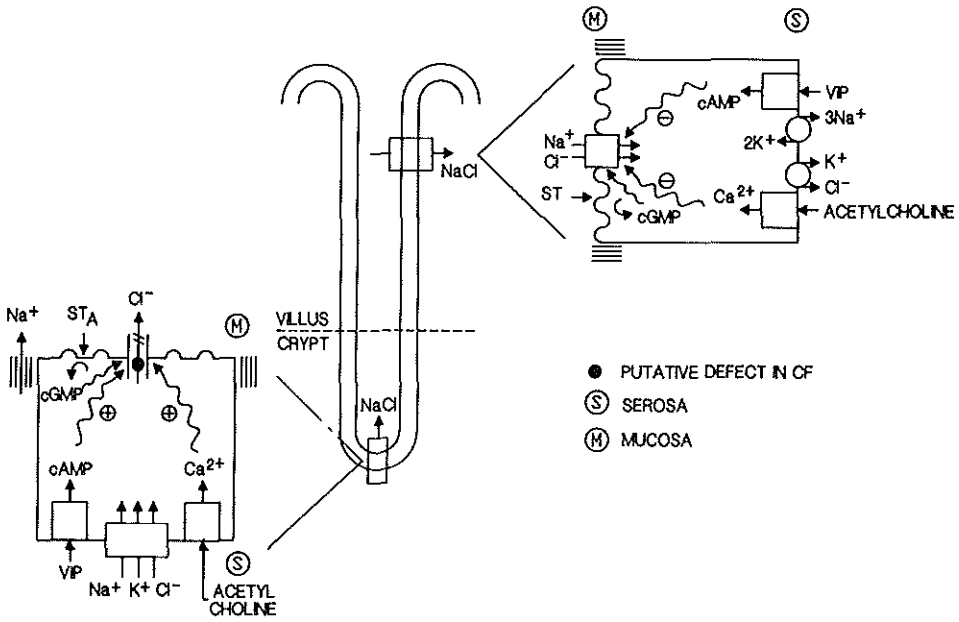 Ⓜ
Ⓢ
cAMP
VIP
⊖
3Na⁺
2K⁺
Na⁺
Cl⁻
NaCl
K⁺
Cl⁻
⊖
ST
cGMP
Ca²⁺
ACETYLCHOLINE
Ⓜ
Cl⁻
Na⁺
STA
Ⓜ
VILLUS
CRYPT
cGMP
⊕
⊕
NaCl
● PUTATIVE DEFECT IN CF
Ⓢ SEROSA
Ⓜ MUCOSA
cAMP
Ca²⁺
Ⓢ
VIP
Na⁺ K⁺ Cl⁻
ACETYL
CHOLINE